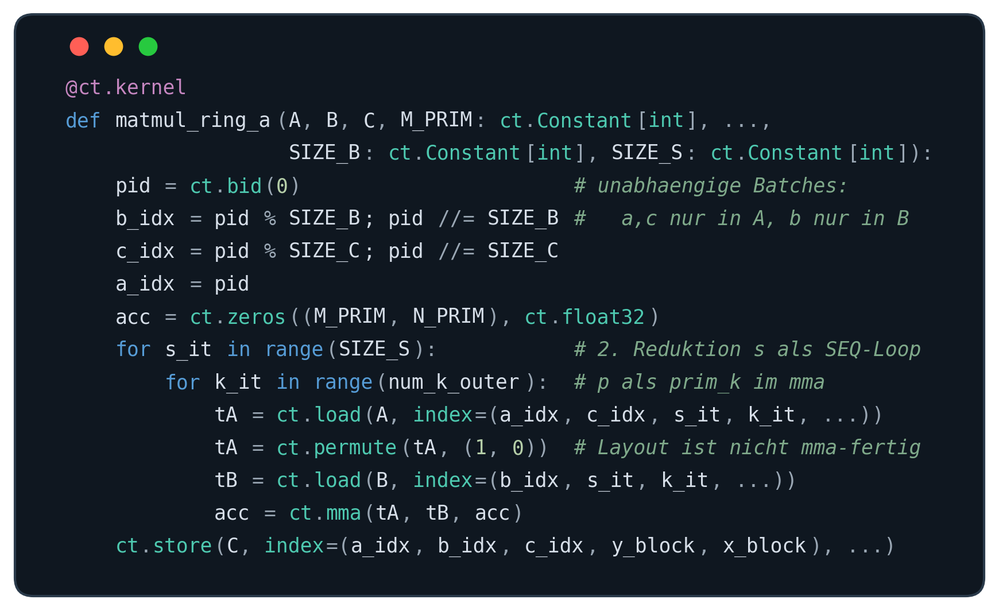 @ct.kernel
def matmul_ring_a(A, B, C, M_PRIM: ct.Constant[int], ...,
                  SIZE_B: ct.Constant[int], SIZE_S: ct.Constant[int]):
    pid = ct.bid(0)                      # unabhaengige Batches:
    b_idx = pid % SIZE_B; pid //= SIZE_B #   a,c nur in A, b nur in B
    c_idx = pid % SIZE_C; pid //= SIZE_C
    a_idx = pid
    acc = ct.zeros((M_PRIM, N_PRIM), ct.float32)
    for s_it in range(SIZE_S):           # 2. Reduktion s als SEQ-Loop
        for k_it in range(num_k_outer):  # p als prim_k im mma
            tA = ct.load(A, index=(a_idx, c_idx, s_it, k_it, ...))
            tA = ct.permute(tA, (1, 0))  # Layout ist nicht mma-fertig
            tB = ct.load(B, index=(b_idx, s_it, k_it, ...))
            acc = ct.mma(tA, tB, acc)
    ct.store(C, index=(a_idx, b_idx, c_idx, y_block, x_block), ...)